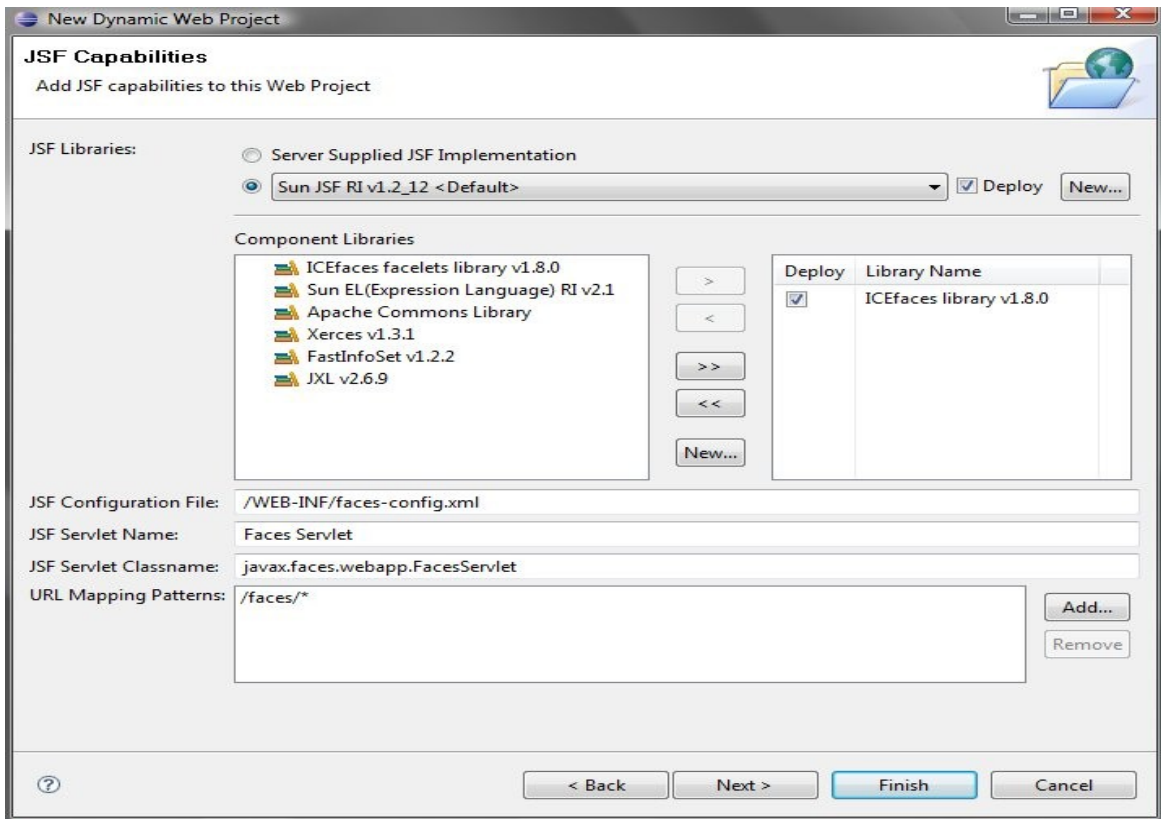 New Dynamic Web Project
JSF Capabilities
Add JSF capabilities to this Web Project
JSF Libraries:
Server Supplied JSF Implementation
Sun JSF RI v1.2_12 <Default>
Deploy
New...
Component Libraries
ICEfaces facelets library v1.8.0
Sun EL(Expression Language) RI v2.1
Apache Commons Library
Xerces v1.3.1
FastInfoSet v1.2.2
JXL v2.6.9
>
<
>>
<<
New...
Deploy Library Name
ICEfaces library v1.8.0
JSF Configuration File: /WEB-INF/faces-config.xml
JSF Servlet Name: Faces Servlet
JSF Servlet Classname: javax.faces.webapp.FacesServlet
URL Mapping Patterns: /faces/*
Add...
Remove
?
< Back
Next >
Finish
Cancel